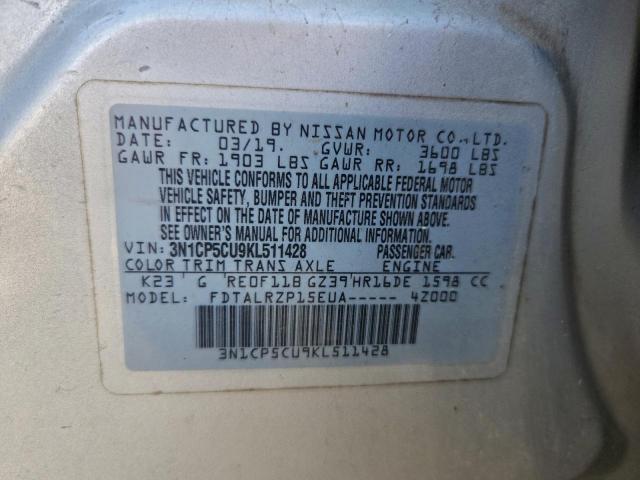 MANUFACTURED BY NISSAN MOTOR CO., LTD.
DATE: 03/19. GVWR: 3600 LBS
GAWR FR: 1903 LBS GAWR RR: 1698 LBS
THIS VEHICLE CONFORMS TO ALL APPLICABLE FEDERAL MOTOR
VEHICLE SAFETY, BUMPER AND THEFT PREVENTION STANDARDS
IN EFFECT ON THE DATE OF MANUFACTURE SHOWN ABOVE.
SEE OWNER'S MANUAL FOR ADDITIONAL INFORMATION
VIN: 3N1CP5CU9KL511428 PASSENGER CAR.
COLOR TRIM TRANS AXLE ENGINE
K23' G 'RE0F11B GZ39'HR16DE 1598 CC
MODEL: FDTALRZP15EUA----- 4Z000
3N1CP5CU9KL511428